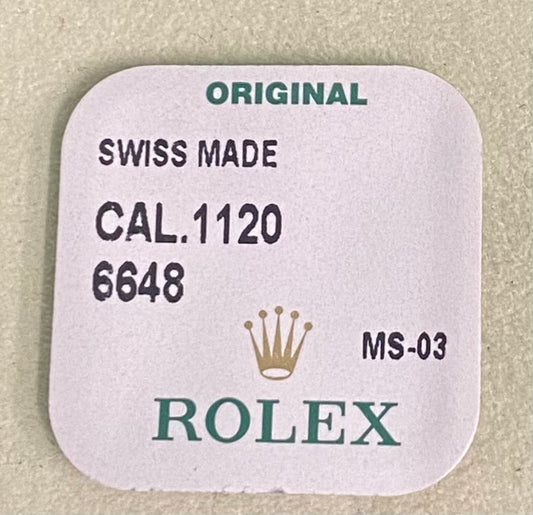 ORIGINAL
SWISS MADE
CAL.1120
6648
MS-03
ROLEX